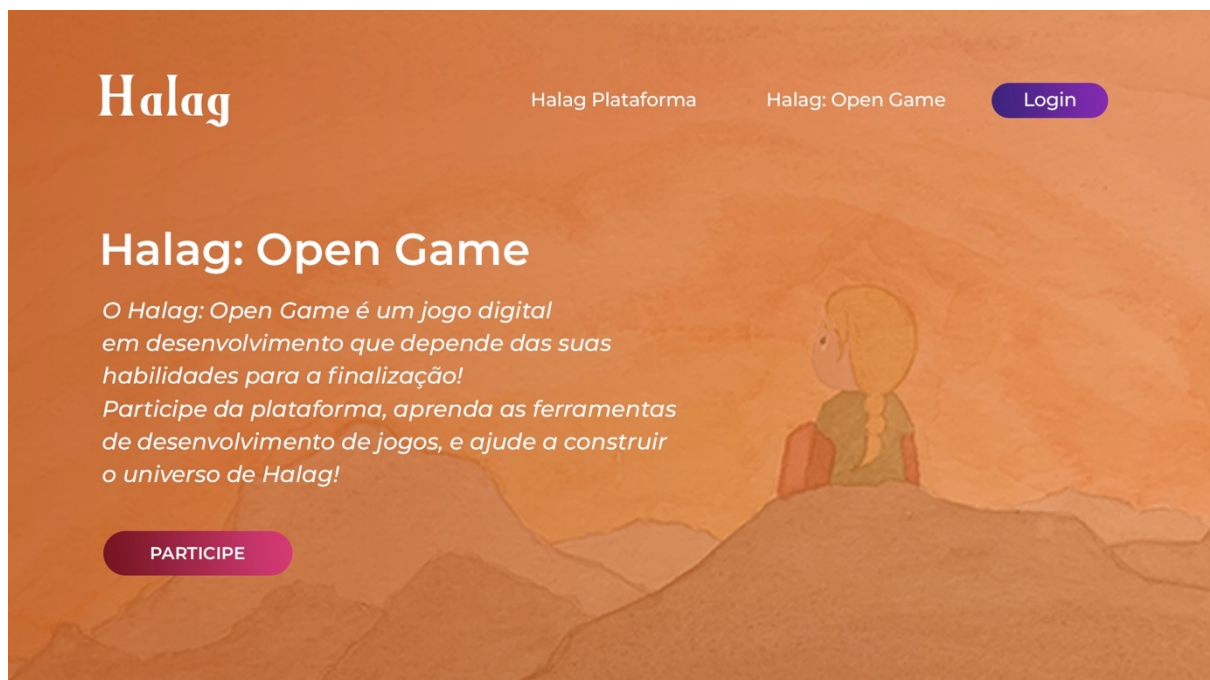 Halag
Halag Plataforma
Halag: Open Game
Login
Halag: Open Game
O Halag: Open Game é um jogo digital
em desenvolvimento que depende das suas
habilidades para a finalização!
Participe da plataforma, aprenda as ferramentas
de desenvolvimento de jogos, e ajude a construir
o universo de Halag!
PARTICIPE